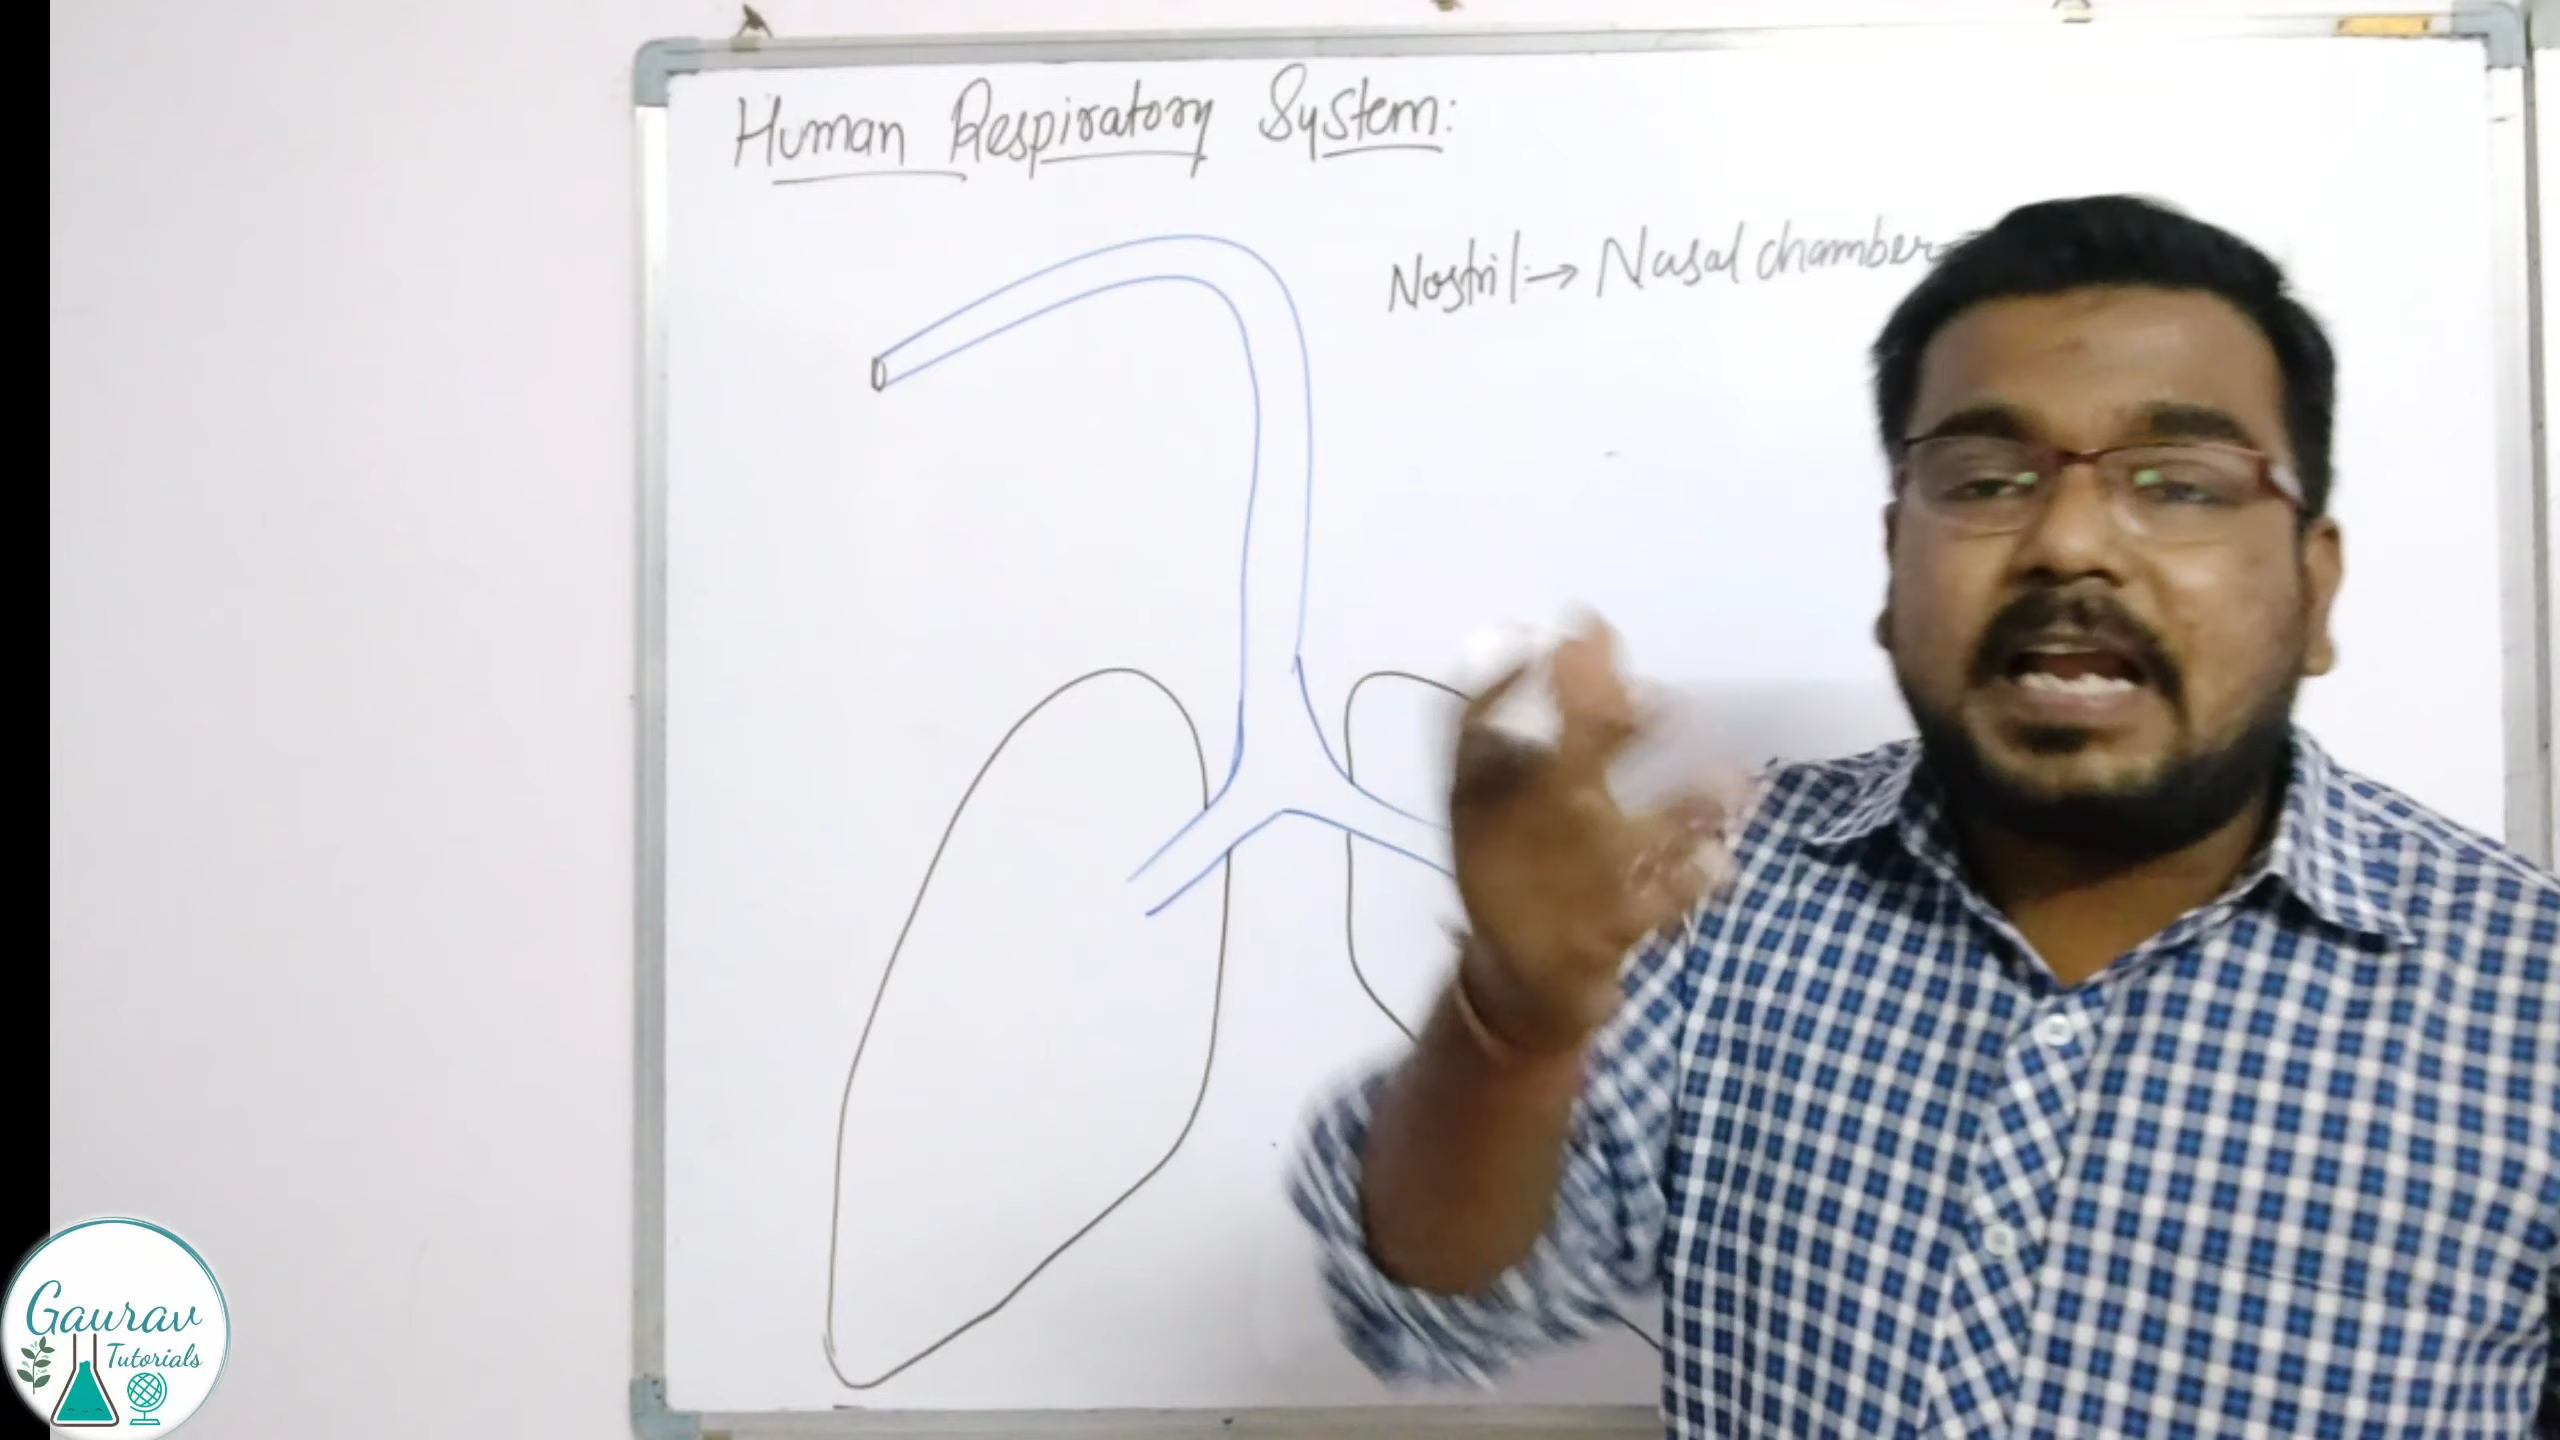 Human Respiratory System:
Nostril:→ Nasal chamber
Gaurav
Tutorials